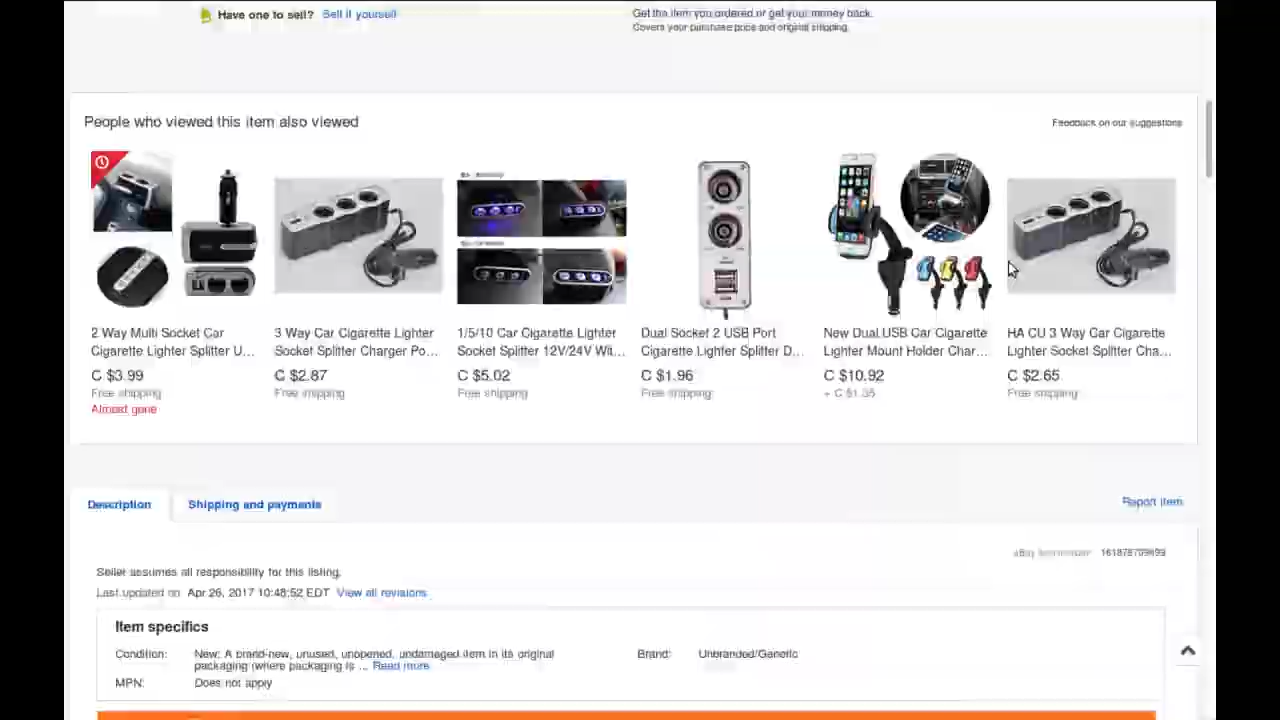 Have one to sell? Sell it yourself
Get the item you ordered or get your money back.
Covers your purchase price and original shipping.
People who viewed this item also viewed
Feedback on our suggestions
2 Way Multi Socket Car
Cigarette Lighter Splitter U...
C $3.99
Free shipping
Almost gone
3 Way Car Cigarette Lighter
Socket Splitter Charger Po...
C $2.87
Free shipping
1/5/10 Car Cigarette Lighter
Socket Splitter 12V/24V Wit...
C $5.02
Free shipping
Dual Socket 2 USB Port
Cigarette Lighter Splitter D...
C $1.96
Free shipping
New Dual USB Car Cigarette
Lighter Mount Holder Char...
C $10.92
+ C $1.35
HA CU 3 Way Car Cigarette
Lighter Socket Splitter Cha...
C $2.65
Free shipping
Description
Shipping and payments
Report item
eBay item number
Seller assumes all responsibility for this listing.
Last updated on Apr 26, 2017 10:48:52 EDT View all revisions
Item specifics
Condition: New: A brand-new, unused, unopened, undamaged item in its original
packaging (where packaging is ... Read more
Brand: Unbranded/Generic
MPN: Does not apply